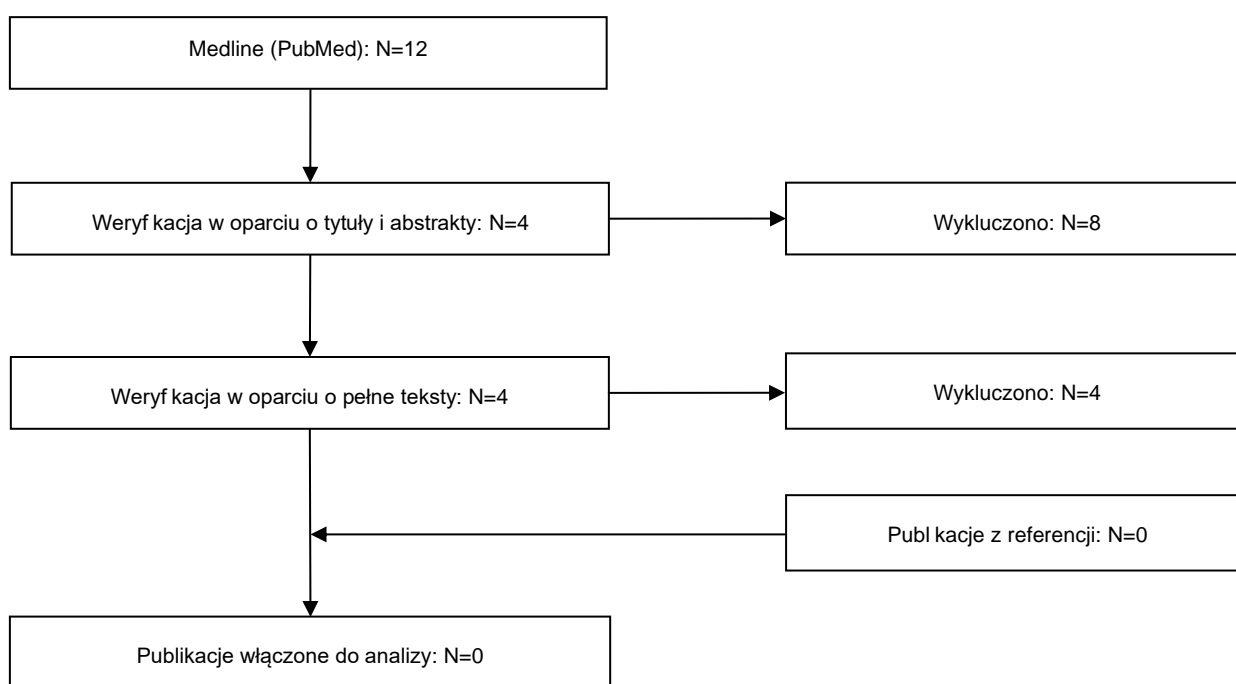 Medline (PubMed): N=12
Weryf kacja w oparciu o tytuły i abstrakty: N=4
Wykluczono: N=8
Weryf kacja w oparciu o pełne teksty: N=4
Wykluczono: N=4
Publ kacje z referencji: N=0
Publikacje włączone do analizy: N=0